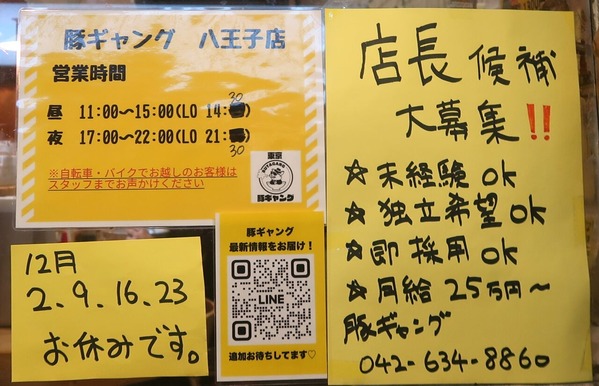 豚ギャング 八王子店
営業時間
昼 11:00〜15:00(LO 14:30)
夜 17:00〜22:00(LO 21:30)
※自転車・バイクでお越しのお客様は
スタッフまでお声かけください
東京
BUTAGANG
豚ギャング
12月
2、9、16、23
お休みです。
豚ギャング
最新情報をお届け！
LINE
追加お待ちしてます♡
店長候補
大募集!!
☆未経験ok
☆独立希望ok
☆即採用ok
☆月給25万円〜
豚ギャング
042-634-8860